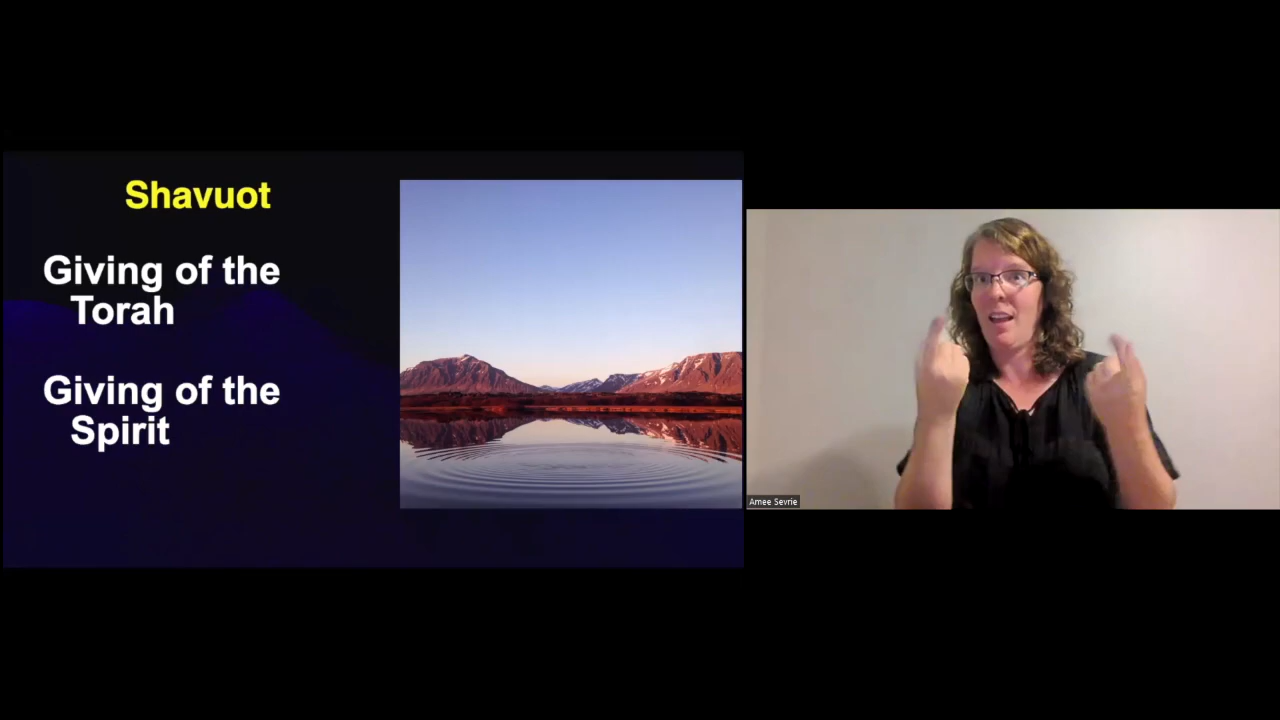 Shavuot
Giving of the
Torah
Giving of the
Spirit
Amee Sevrie